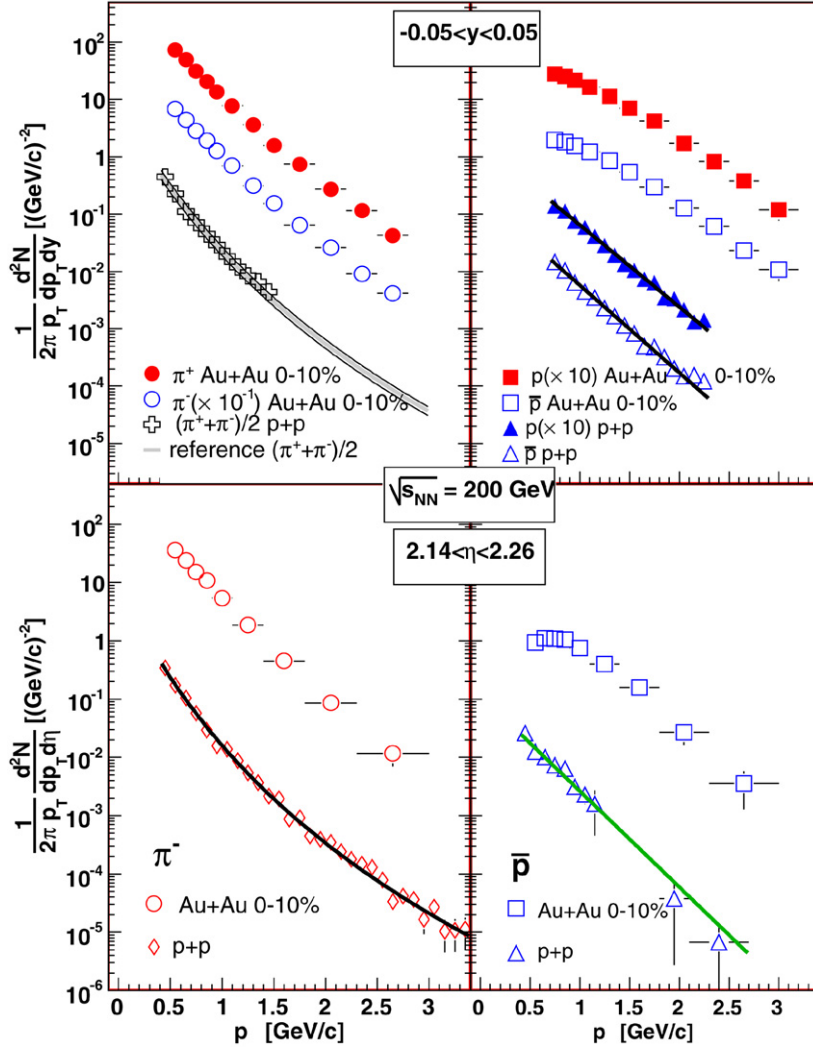 -0.05<y<0.05
10²
10
1
10⁻¹
10⁻²
10⁻³
10⁻⁴
10⁻⁵
1/2π p_T d²N/dp_T dy [(GeV/c)⁻²]
π⁺ Au+Au 0-10%
π⁻(× 10⁻¹) Au+Au 0-10%
(π⁺+π⁻)/2 p+p
reference (π⁺+π⁻)/2
p(× 10) Au+Au 0-10%
p̅ Au+Au 0-10%
p(× 10) p+p
p̅ p+p
√s_NN = 200 GeV
2.14<η<2.26
10²
10
1
10⁻¹
10⁻²
10⁻³
10⁻⁴
10⁻⁵
10⁻⁶
1/2π p_T d²N/dp_T dη [(GeV/c)⁻²]
π⁻
Au+Au 0-10%
p+p
p̅
Au+Au 0-10%
p+p
0 0.5 1 1.5 2 2.5 3 0 0.5 1 1.5 2 2.5 3
p [GeV/c] p [GeV/c]